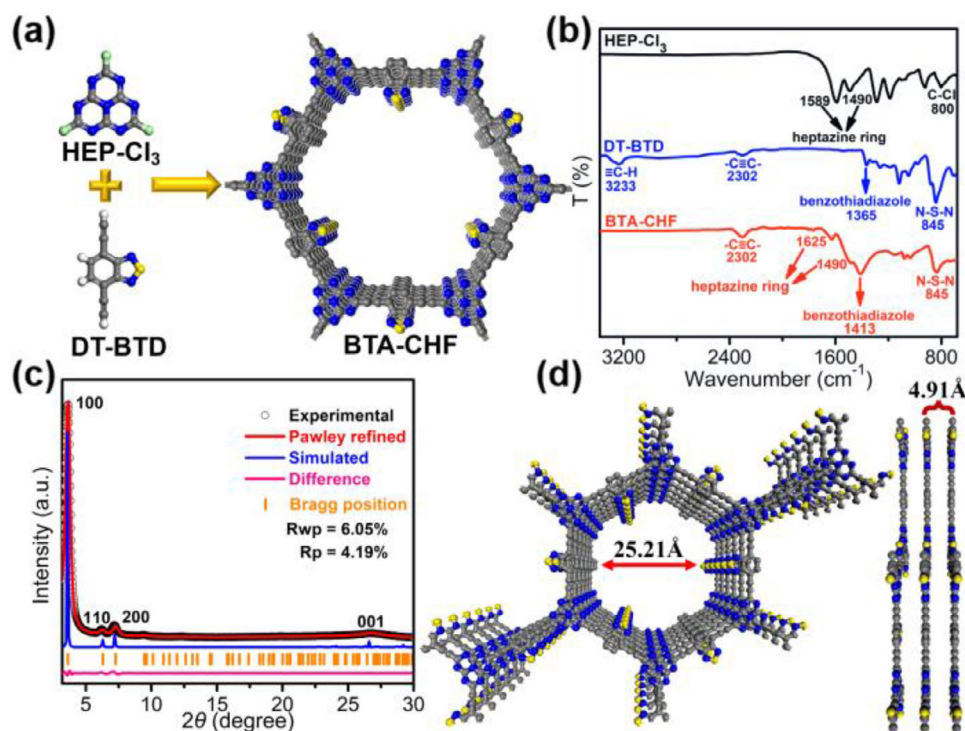 (a)
HEP-Cl₃
DT-BTD
BTA-CHF
(b)
HEP-Cl₃
1589
1490
C-Cl
800
heptazine ring
DT-BTD
≡C-H
3233
-C≡C-
2302
benzothiadiazole
1365
N-S-N
845
BTA-CHF
-C≡C-
2302
1625
1490
heptazine ring
benzothiadiazole
1413
N-S-N
845
T (%)
3200
2400
1600
800
Wavenumber (cm⁻¹)
(c)
100
Experimental
Pawley refined
Simulated
Difference
Bragg position
Rwp = 6.05%
Rp = 4.19%
110
200
001
Intensity (a.u.)
5
10
15
20
25
30
2θ (degree)
(d)
25.21Å
4.91Å